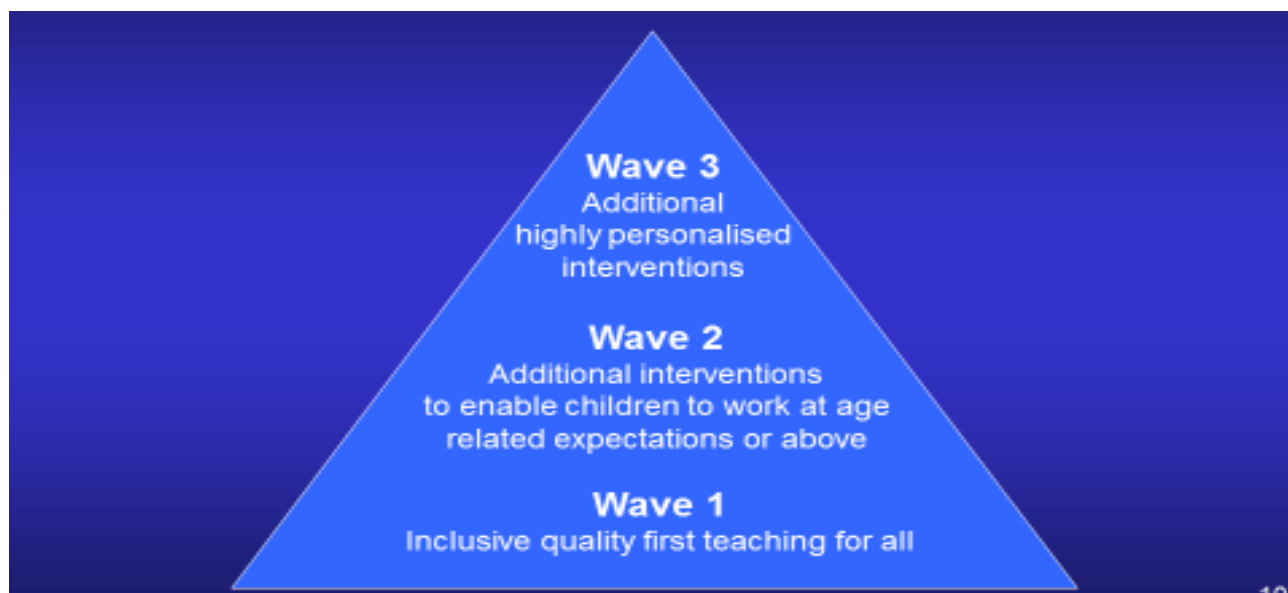 Wave 3
Additional
highly personalised
interventions
Wave 2
Additional interventions
to enable children to work at age
related expectations or above
Wave 1
Inclusive quality first teaching for all